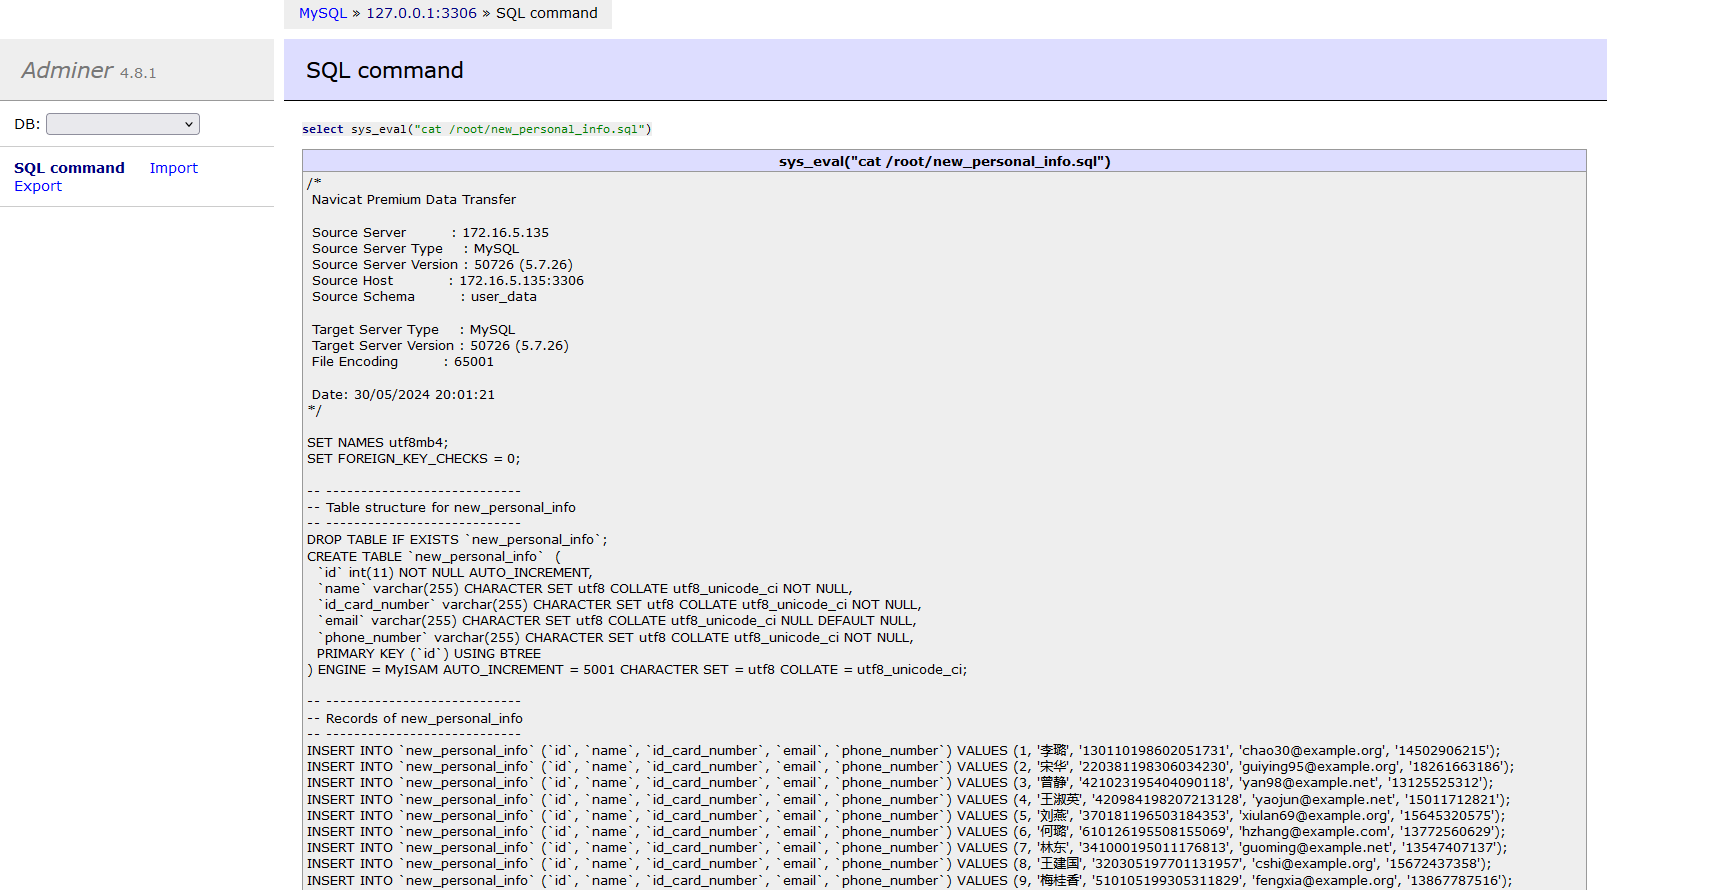 MySQL » 127.0.0.1:3306 » SQL command
Adminer 4.8.1
SQL command
DB:
SQL command Import
Export
select sys_eval("cat /root/new_personal_info.sql")
sys_eval("cat /root/new_personal_info.sql")
/*
Navicat Premium Data Transfer
Source Server : 172.16.5.135
Source Server Type : MySQL
Source Server Version : 50726 (5.7.26)
Source Host : 172.16.5.135:3306
Source Schema : user_data
Target Server Type : MySQL
Target Server Version : 50726 (5.7.26)
File Encoding : 65001
Date: 30/05/2024 20:01:21
*/
SET NAMES utf8mb4;
SET FOREIGN_KEY_CHECKS = 0;
-- ----------------------------
-- Table structure for new_personal_info
-- ----------------------------
DROP TABLE IF EXISTS `new_personal_info`;
CREATE TABLE `new_personal_info` (
`id` int(11) NOT NULL AUTO_INCREMENT,
`name` varchar(255) CHARACTER SET utf8 COLLATE utf8_unicode_ci NOT NULL,
`id_card_number` varchar(255) CHARACTER SET utf8 COLLATE utf8_unicode_ci NOT NULL,
`email` varchar(255) CHARACTER SET utf8 COLLATE utf8_unicode_ci NULL DEFAULT NULL,
`phone_number` varchar(255) CHARACTER SET utf8 COLLATE utf8_unicode_ci NOT NULL,
PRIMARY KEY (`id`) USING BTREE
) ENGINE = MyISAM AUTO_INCREMENT = 5001 CHARACTER SET = utf8 COLLATE = utf8_unicode_ci;
-- ----------------------------
-- Records of new_personal_info
-- ----------------------------
INSERT INTO `new_personal_info` (`id`, `name`, `id_card_number`, `email`, `phone_number`) VALUES (1, '李璐', '130110198602051731', 'chao30@example.org', '14502906215');
INSERT INTO `new_personal_info` (`id`, `name`, `id_card_number`, `email`, `phone_number`) VALUES (2, '宋华', '220381198306034230', 'guiying95@example.org', '18261663186');
INSERT INTO `new_personal_info` (`id`, `name`, `id_card_number`, `email`, `phone_number`) VALUES (3, '曾静', '421023195404090118', 'yan98@example.net', '13125525312');
INSERT INTO `new_personal_info` (`id`, `name`, `id_card_number`, `email`, `phone_number`) VALUES (4, '王淑英', '420984198207213128', 'yaojun@example.net', '15011712821');
INSERT INTO `new_personal_info` (`id`, `name`, `id_card_number`, `email`, `phone_number`) VALUES (5, '刘燕', '370181196503184353', 'xiulan69@example.org', '15645320575');
INSERT INTO `new_personal_info` (`id`, `name`, `id_card_number`, `email`, `phone_number`) VALUES (6, '何璐', '610126195508155069', 'hzhang@example.com', '13772560629');
INSERT INTO `new_personal_info` (`id`, `name`, `id_card_number`, `email`, `phone_number`) VALUES (7, '林东', '341000195011176813', 'guoming@example.net', '13547407137');
INSERT INTO `new_personal_info` (`id`, `name`, `id_card_number`, `email`, `phone_number`) VALUES (8, '王建国', '320305197701131957', 'cshi@example.org', '15672437358');
INSERT INTO `new_personal_info` (`id`, `name`, `id_card_number`, `email`, `phone_number`) VALUES (9, '梅桂香', '510105199305311829', 'fengxia@example.org', '13867787516');